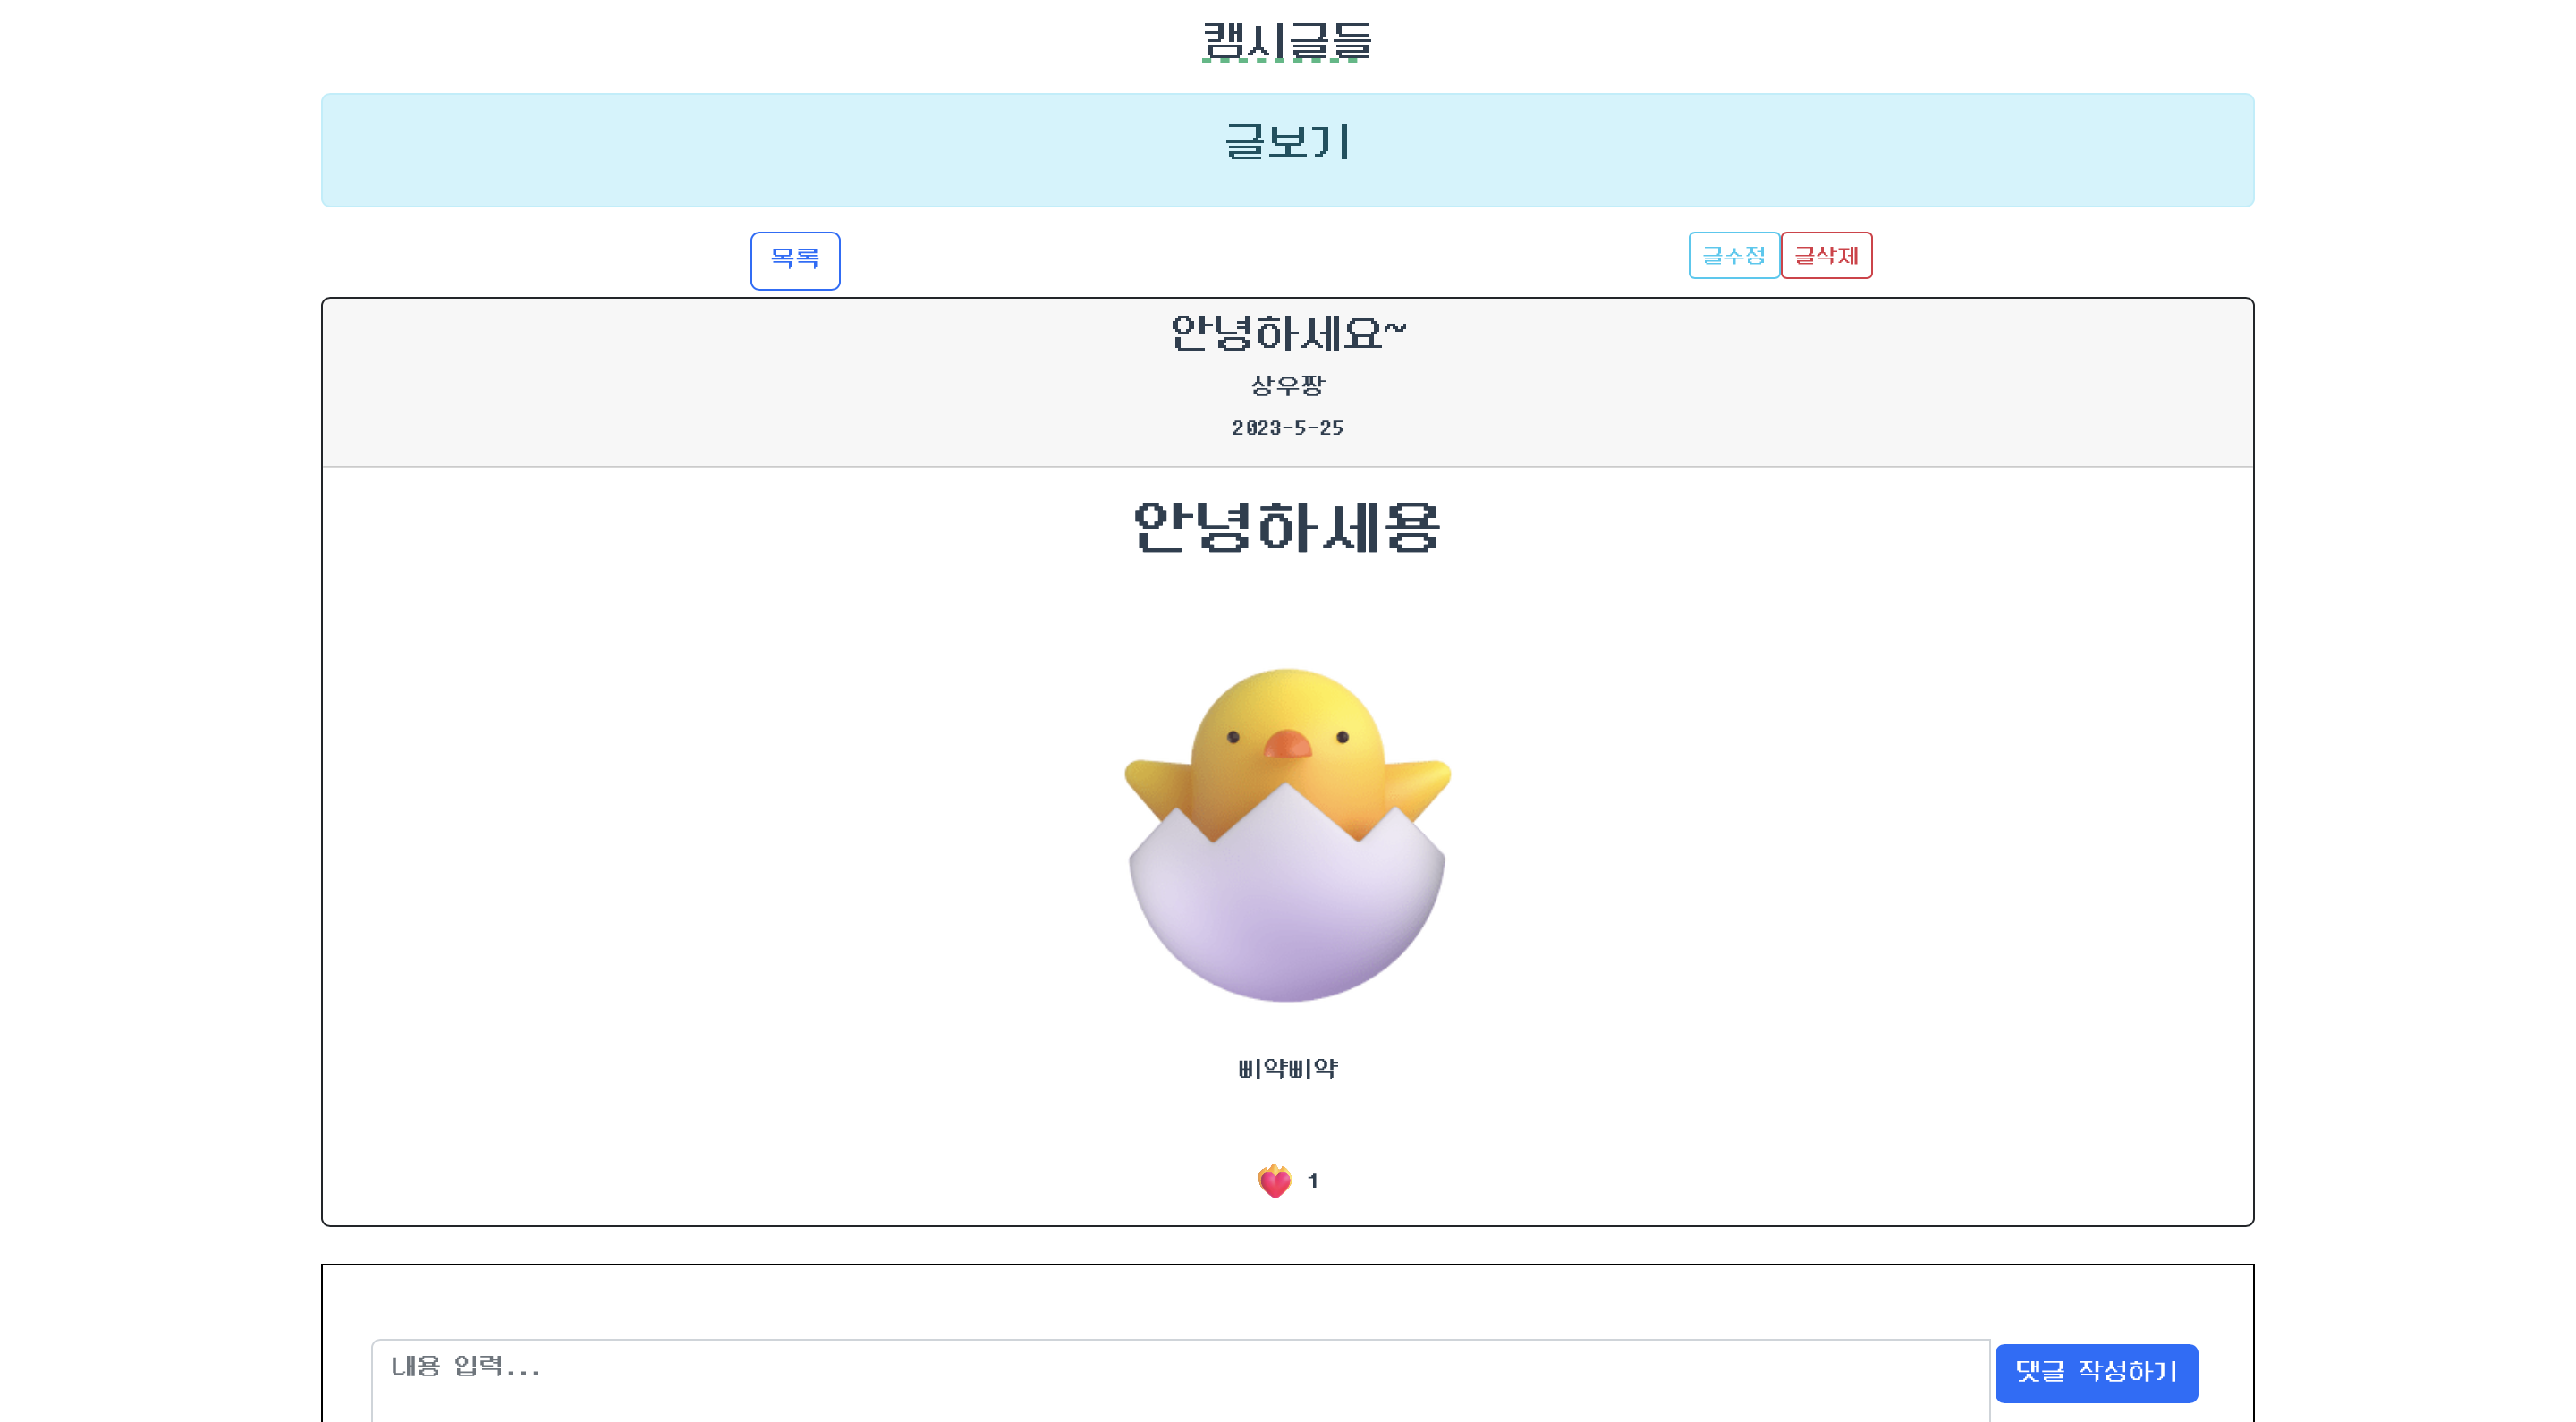 캠시글들
글보기
목록
글수정 글삭제
안녕하세요~
상우짱
2023-5-25
안녕하세용
삐약삐약
1
내용 입력...
댓글 작성하기